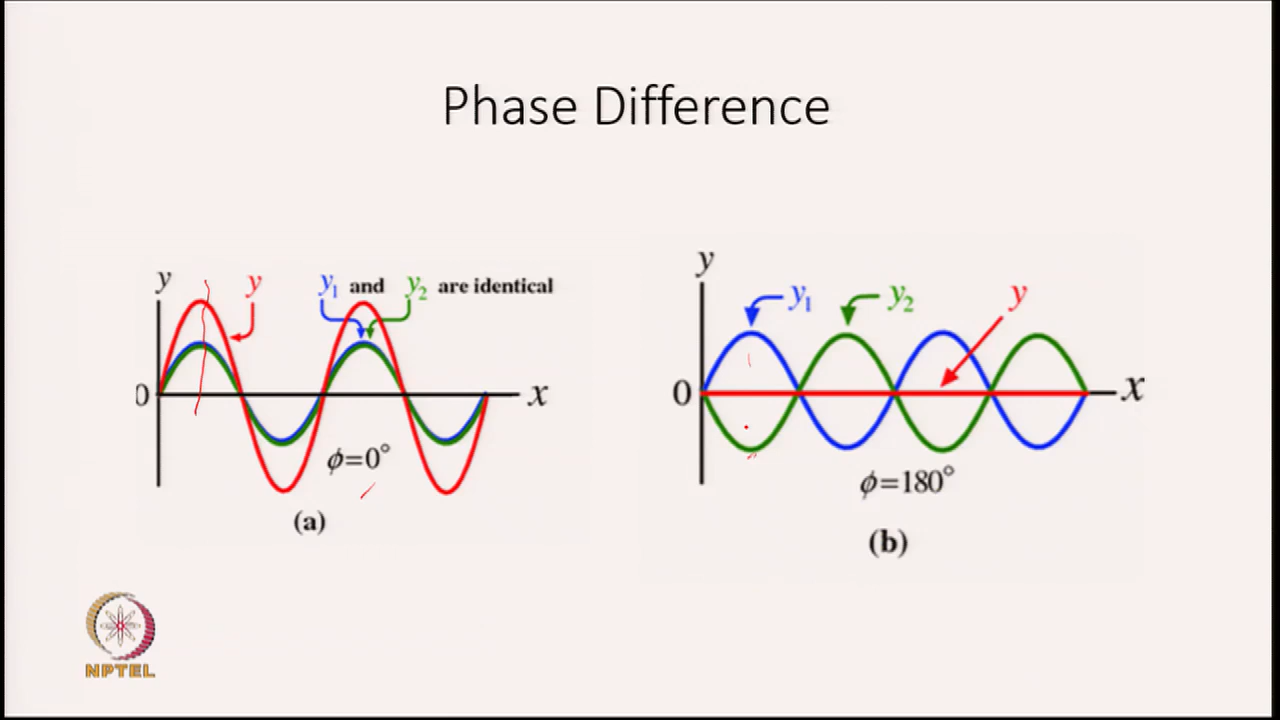 Phase Difference
y
y
y₁ and y₂ are identical
0
x
ϕ=0°
(a)
y
y₁
y₂
y
0
x
ϕ=180°
(b)
NPTEL